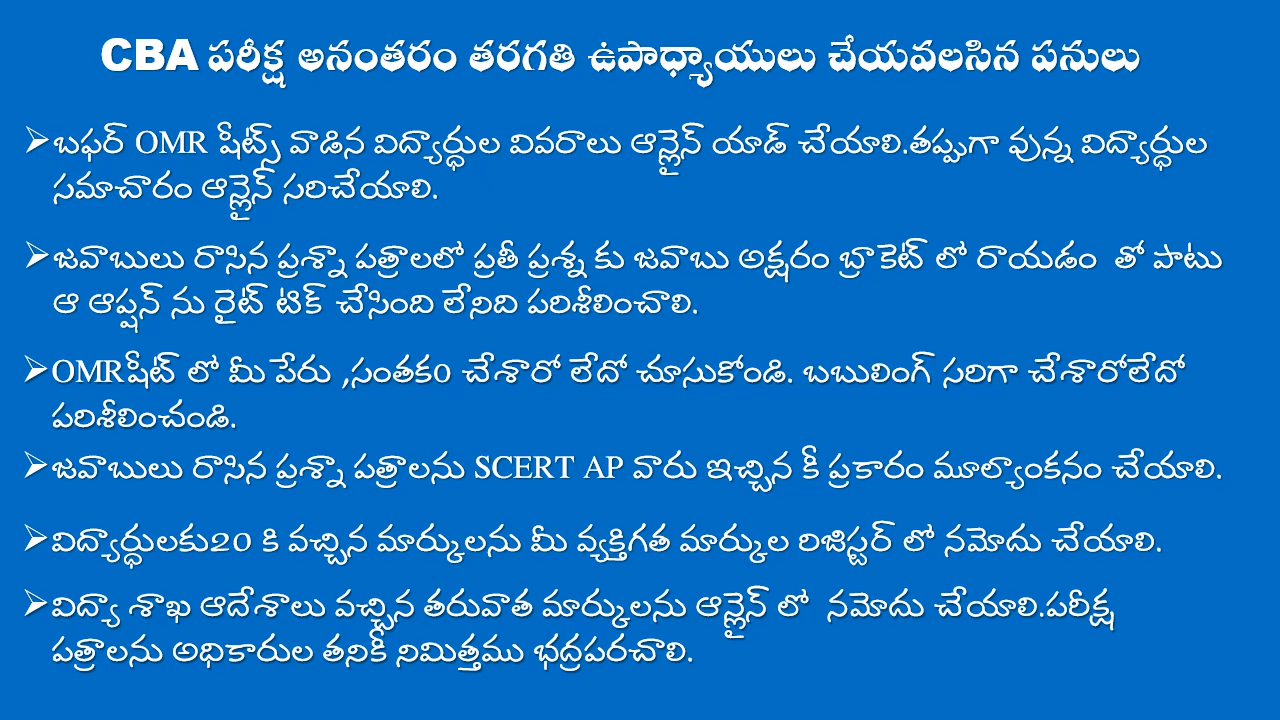 CBA పరీక్ష అనంతరం తరగతి ఉపాధ్యాయులు చేయవలసిన పనులు
➢బఫర్ OMR షీట్స్ వాడిన విద్యార్ధుల వివరాలు ఆన్లైన్ యాడ్ చేయాలి.తప్పుగా వున్న విద్యార్ధుల
సమాచారం ఆన్లైన్ సరిచేయాలి.
➢జవాబులు రాసిన ప్రశ్నా పత్రాలలో ప్రతీ ప్రశ్న కు జవాబు అక్షరం బ్రాకెట్ లో రాయడం తో పాటు
ఆ ఆప్షన్ ను రైట్ టిక్ చేసింది లేనిది పరిశీలించాలి.
➢OMRషీట్ లో మీ పేరు ,సంతకం చేశారో లేదో చూసుకోండి. బబులింగ్ సరిగా చేశారోలేదో
పరిశీలించండి.
➢జవాబులు రాసిన ప్రశ్నా పత్రాలను SCERT AP వారు ఇచ్చిన కీ ప్రకారం మూల్యాంకనం చేయాలి.
➢విద్యార్ధులకు20 కి వచ్చిన మార్కులను మీ వ్యక్తిగత మార్కుల రిజిస్టర్ లో నమోదు చేయాలి.
➢విద్యా శాఖ ఆదేశాలు వచ్చిన తరువాత మార్కులను ఆన్లైన్ లో నమోదు చేయాలి.పరీక్ష
పత్రాలను అధికారుల తనికీ నిమిత్తము భద్రపరచాలి.